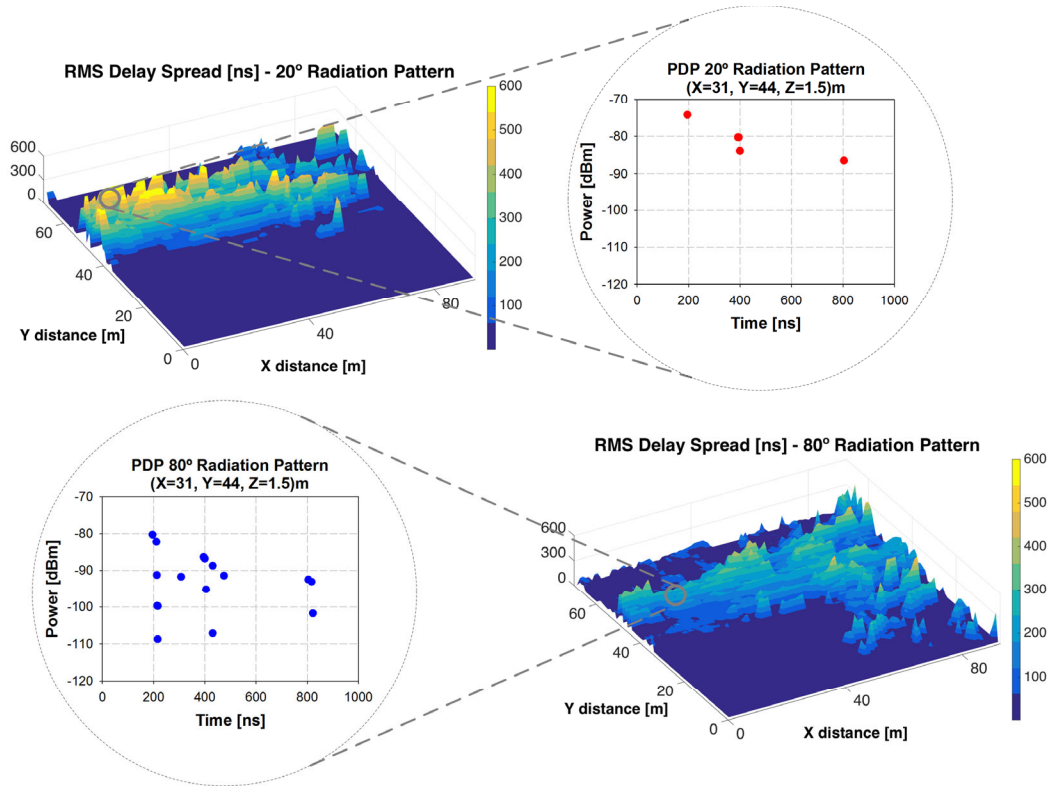 RMS Delay Spread [ns] - 20º Radiation Pattern
600
300
0
60
40
20
0
0
40
80
Y distance [m]
X distance [m]
600
500
400
300
200
100
PDP 20º Radiation Pattern
(X=31, Y=44, Z=1.5)m
-70
-80
-90
-100
-110
-120
0 200 400 600 800 1000
Power [dBm]
Time [ns]
PDP 80º Radiation Pattern
(X=31, Y=44, Z=1.5)m
-70
-80
-90
-100
-110
-120
0 200 400 600 800 1000
Power [dBm]
Time [ns]
RMS Delay Spread [ns] - 80º Radiation Pattern
600
300
0
60
40
20
0
0
40
80
Y distance [m]
X distance [m]
600
500
400
300
200
100